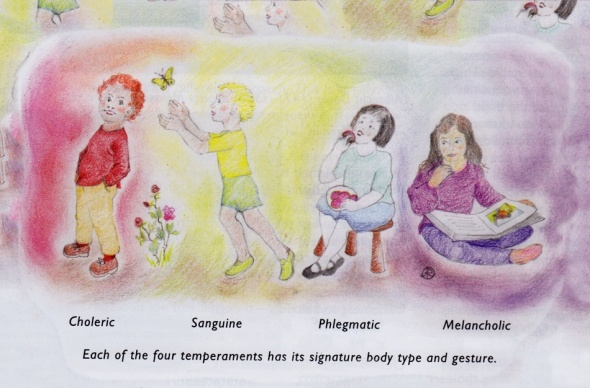 Choleric Sanguine Phlegmatic Melancholic
Each of the four temperaments has its signature body type and gesture.